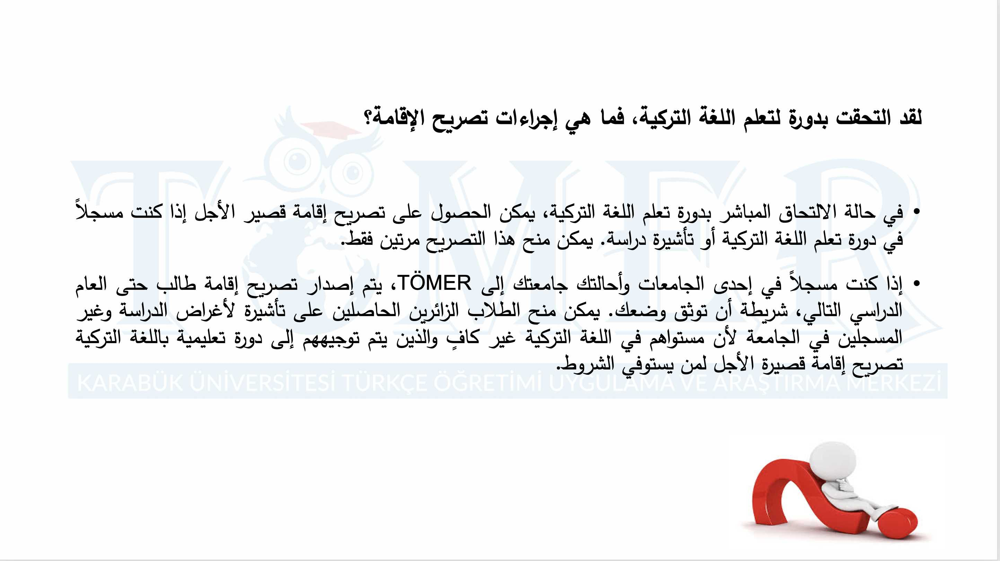 لقد التحقت بدورة لتعلم اللغة التركية، فما هي إجراءات تصريح الإقامة؟
• في حالة الالتحاق المباشر بدورة تعلم اللغة التركية، يمكن الحصول على تصريح إقامة قصير الأجل إذا كنت مسجلاً
في دورة تعلم اللغة التركية أو تأشيرة دراسة. يمكن منح هذا التصريح مرتين فقط.
• إذا كنت مسجلاً في إحدى الجامعات وأحالتك جامعتك إلى TÖMER، يتم إصدار تصريح إقامة طالب حتى العام
الدراسي التالي، شريطة أن توثق وضعك. يمكن منح الطلاب الزائرين الحاصلين على تأشيرة لأغراض الدراسة وغير
المسجلين في الجامعة لأن مستواهم في اللغة التركية غير كافٍ والذين يتم توجيههم إلى دورة تعليمية باللغة التركية
تصريح إقامة قصيرة الأجل لمن يستوفي الشروط.
TÖMER
KARABÜK ÜNİVERSİTESİ TÜRKÇE ÖĞRETİMİ UYGULAMA VE ARAŞTIRMA MERKEZİ